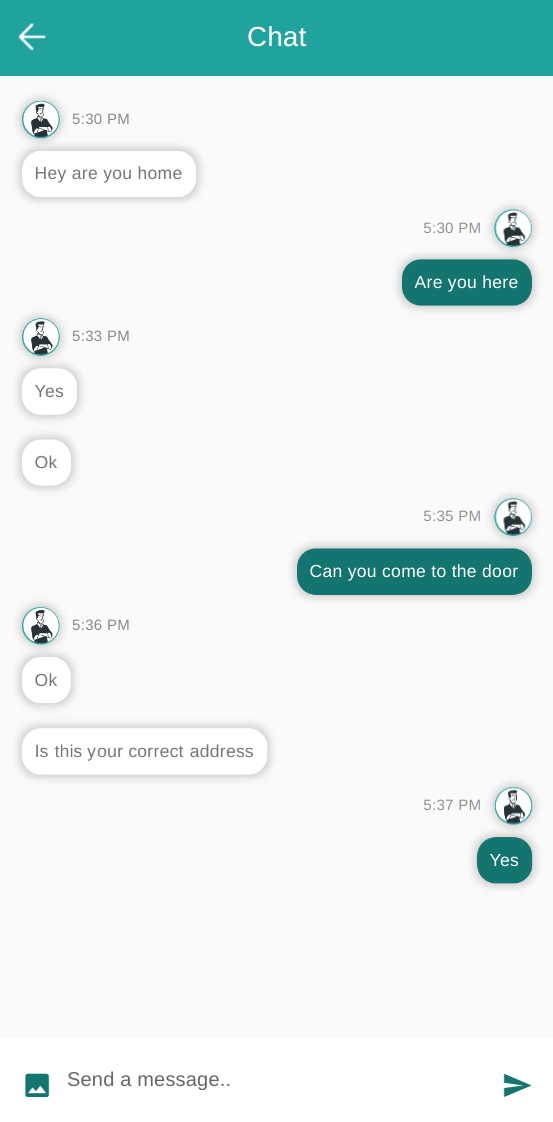 Chat
5:30 PM
Hey are you home
5:30 PM
Are you here
5:33 PM
Yes
Ok
5:35 PM
Can you come to the door
5:36 PM
Ok
Is this your correct address
5:37 PM
Yes
Send a message..